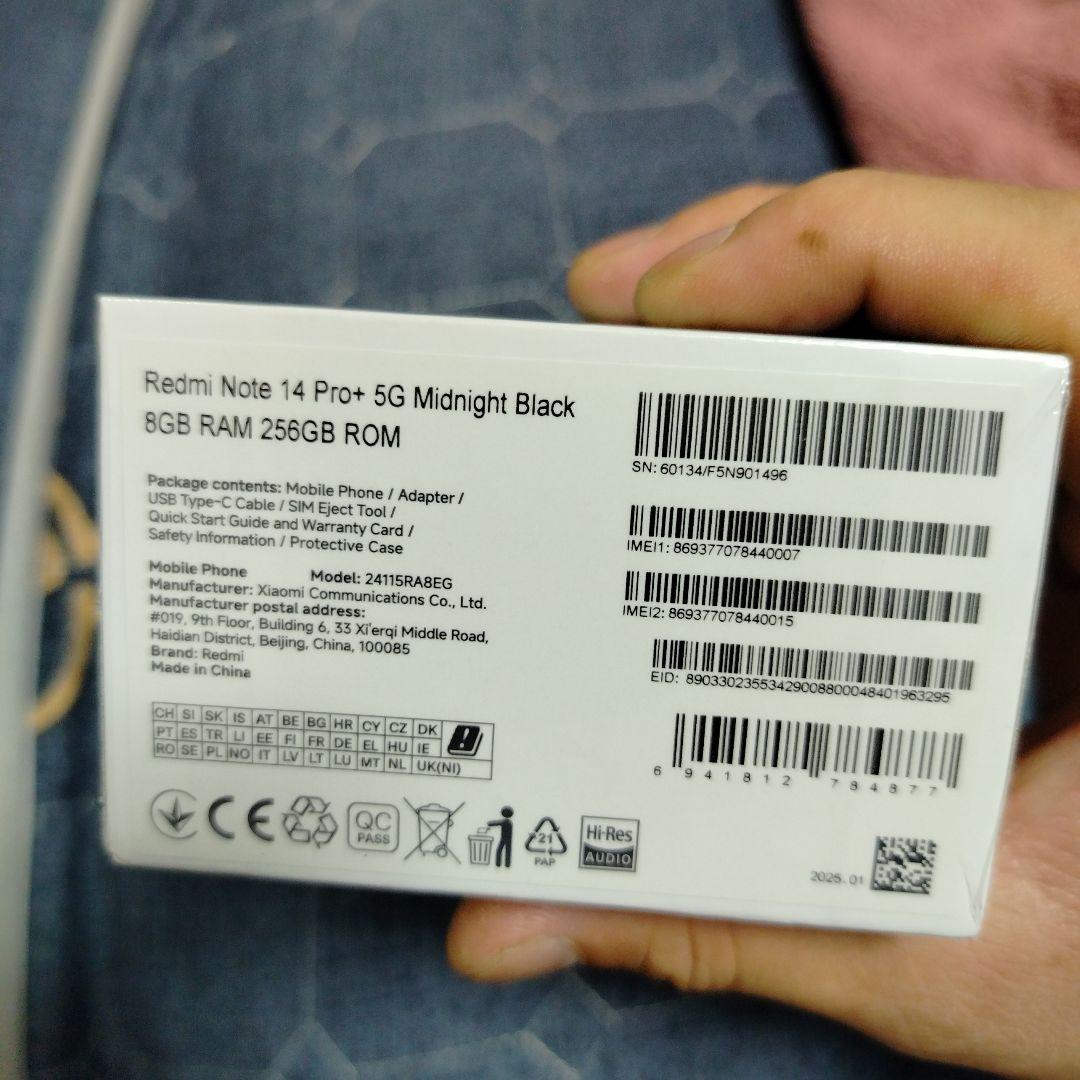 Redmi Note 14 Pro+ 5G Midnight Black
8GB RAM 256GB ROM
Package contents: Mobile Phone / Adapter /
USB Type-C Cable / SIM Eject Tool /
Quick Start Guide and Warranty Card /
Safety Information / Protective Case
Mobile Phone Model: 24115RA8EG
Manufacturer: Xiaomi Communications Co., Ltd.
Manufacturer postal address:
#019, 9th Floor, Building 6, 33 Xi'erqi Middle Road,
Haidian District, Beijing, China, 100085
Brand: Redmi
Made in China
CH SI SK IS AT BE BG HR CY CZ DK
PT ES TR LI EE FI FR DE EL HU IE
RO SE PL NO IT LV LT LU MT NL UK(NI)
CE
QC
PASS
21
PAP
Hi-Res
AUDIO
SN: 60134/F5N901496
IMEI1: 869377078440007
IMEI2: 869377078440015
EID: 89033023553429008800048401963295
6 941812 784877
2025.01